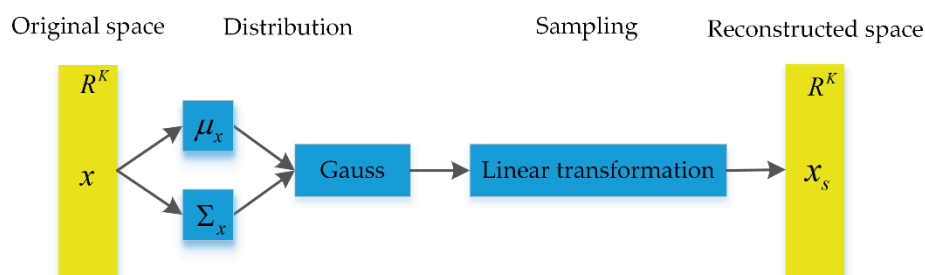 Original space
Distribution
Sampling
Reconstructed space
R^K
x
μ_x
Σ_x
Gauss
Linear transformation
R^K
x_s